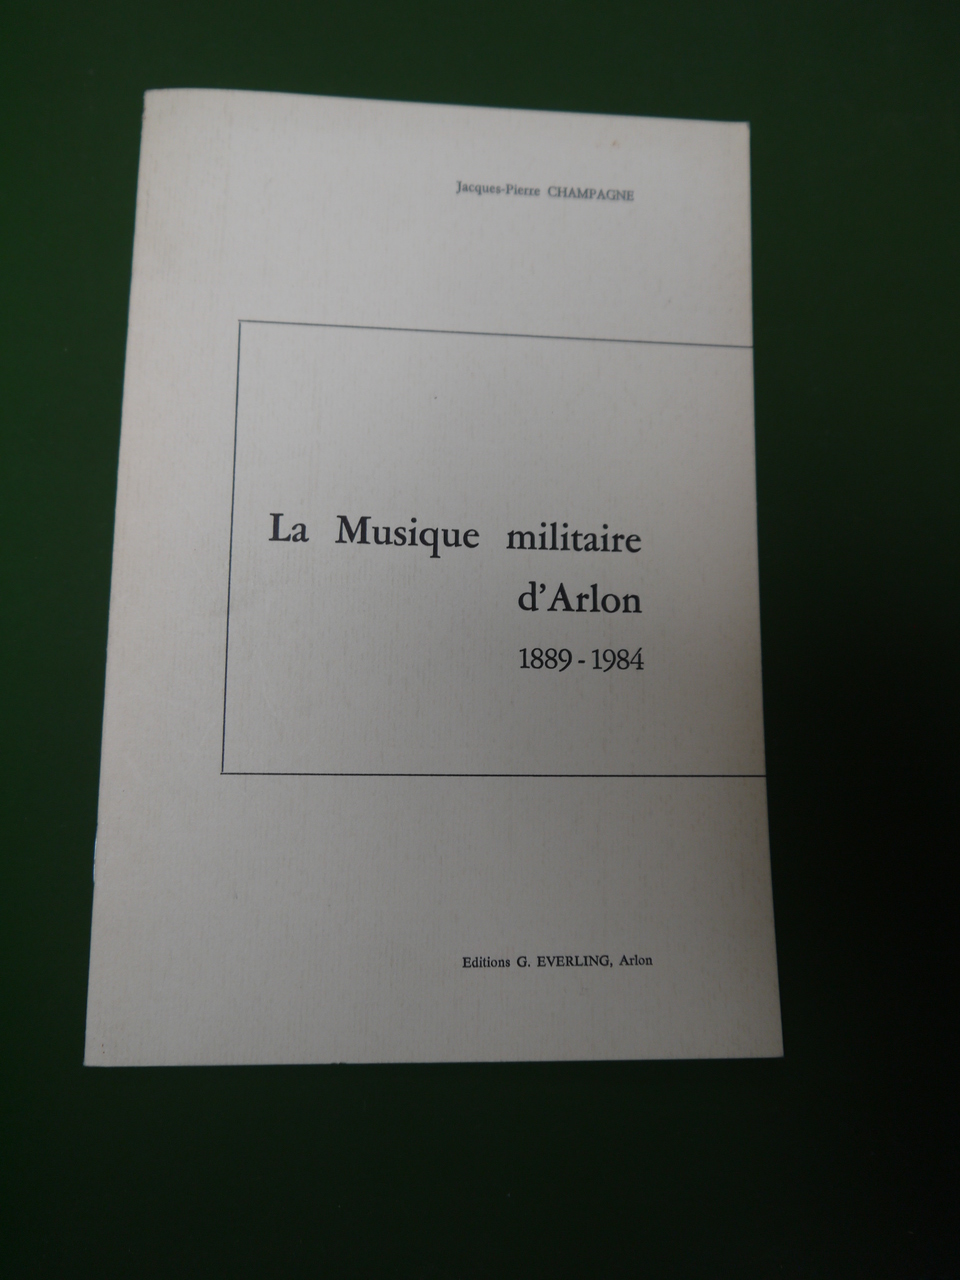 Jacques-Pierre CHAMPAGNE
La Musique militaire
d'Arlon
1889 - 1984
Editions G. EVERLING, Arlon